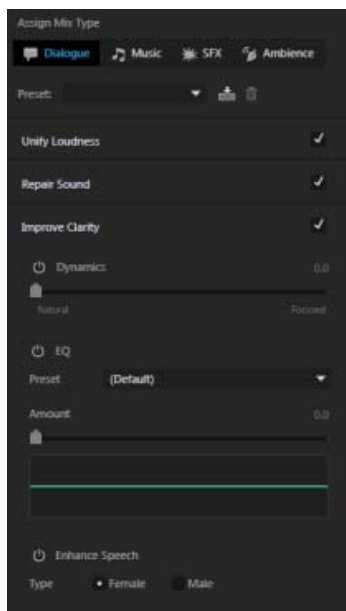 Assign Mix Type
Dialogue Music SFX Ambience
Preset:
Unify Loudness
Repair Sound
Improve Clarity
Dynamics 0.0
Natural Focused
EQ
Preset (Default)
Amount 0.0
Enhance Speech
Type Female Male